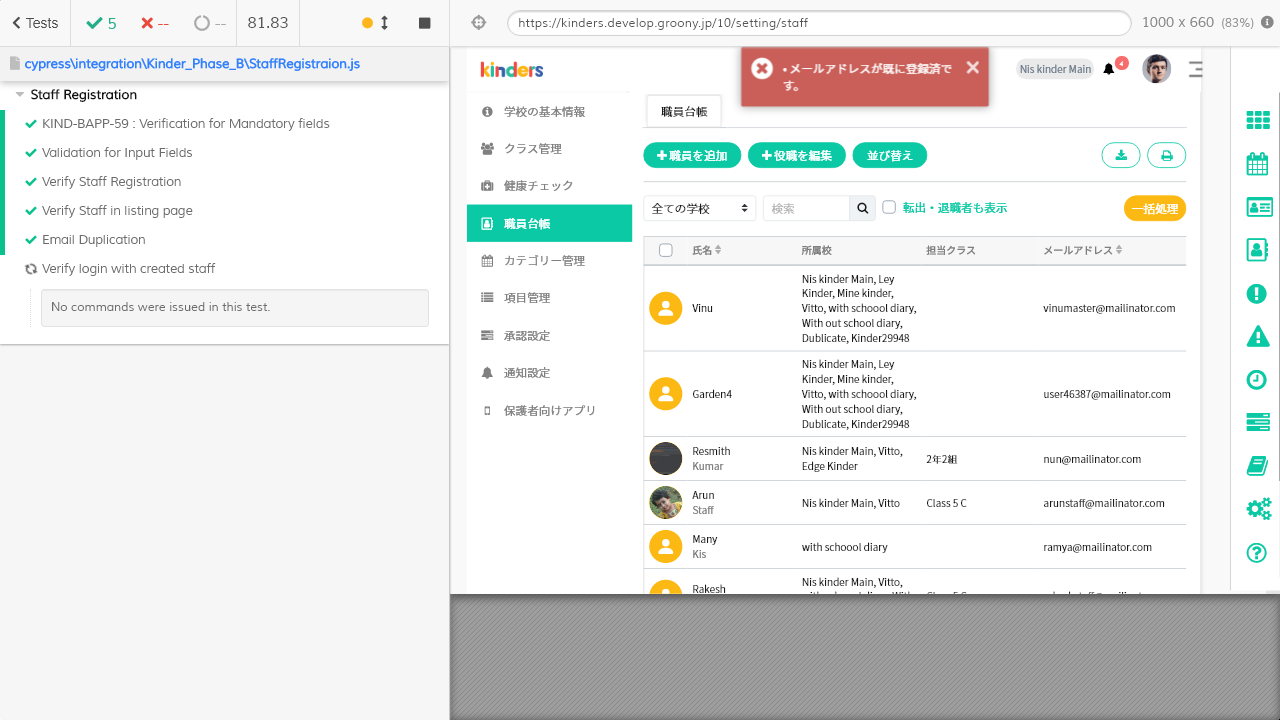 Tests
5
--
--
81.83
https://kinders.develop.groony.jp/10/setting/staff
1000 x 660 (83%)
cypress\integration\Kinder_Phase_B\StaffRegistraion.js
Staff Registration
KIND-BAPP-59 : Verification for Mandatory fields
Validation for Input Fields
Verify Staff Registration
Verify Staff in listing page
Email Duplication
Verify login with created staff
No commands were issued in this test.
kinders
• メールアドレスが既に登録済で
す。
Nis kinder Main
4
学校の基本情報
クラス管理
健康チェック
職員台帳
カテゴリー管理
項目管理
承認設定
通知設定
保護者向けアプリ
職員台帳
職員を追加
役職を編集
並び替え
全ての学校
検索
転出・退職者も表示
一括処理
氏名
所属校
担当クラス
メールアドレス
Vinu
Nis kinder Main, Ley
Kinder, Mine kinder,
Vitto, with schoool diary,
With out school diary,
Dublicate, Kinder29948
vinumaster@mailinator.com
Garden4
Nis kinder Main, Ley
Kinder, Mine kinder,
Vitto, with schoool diary,
With out school diary,
Dublicate, Kinder29948
user46387@mailinator.com
Resmith
Kumar
Nis kinder Main, Vitto,
Edge Kinder
2年2組
nun@mailinator.com
Arun
Staff
Nis kinder Main, Vitto
Class 5 C
arunstaff@mailinator.com
Many
Kis
with schoool diary
ramya@mailinator.com
Rakesh
Nis kinder Main, Vitto,